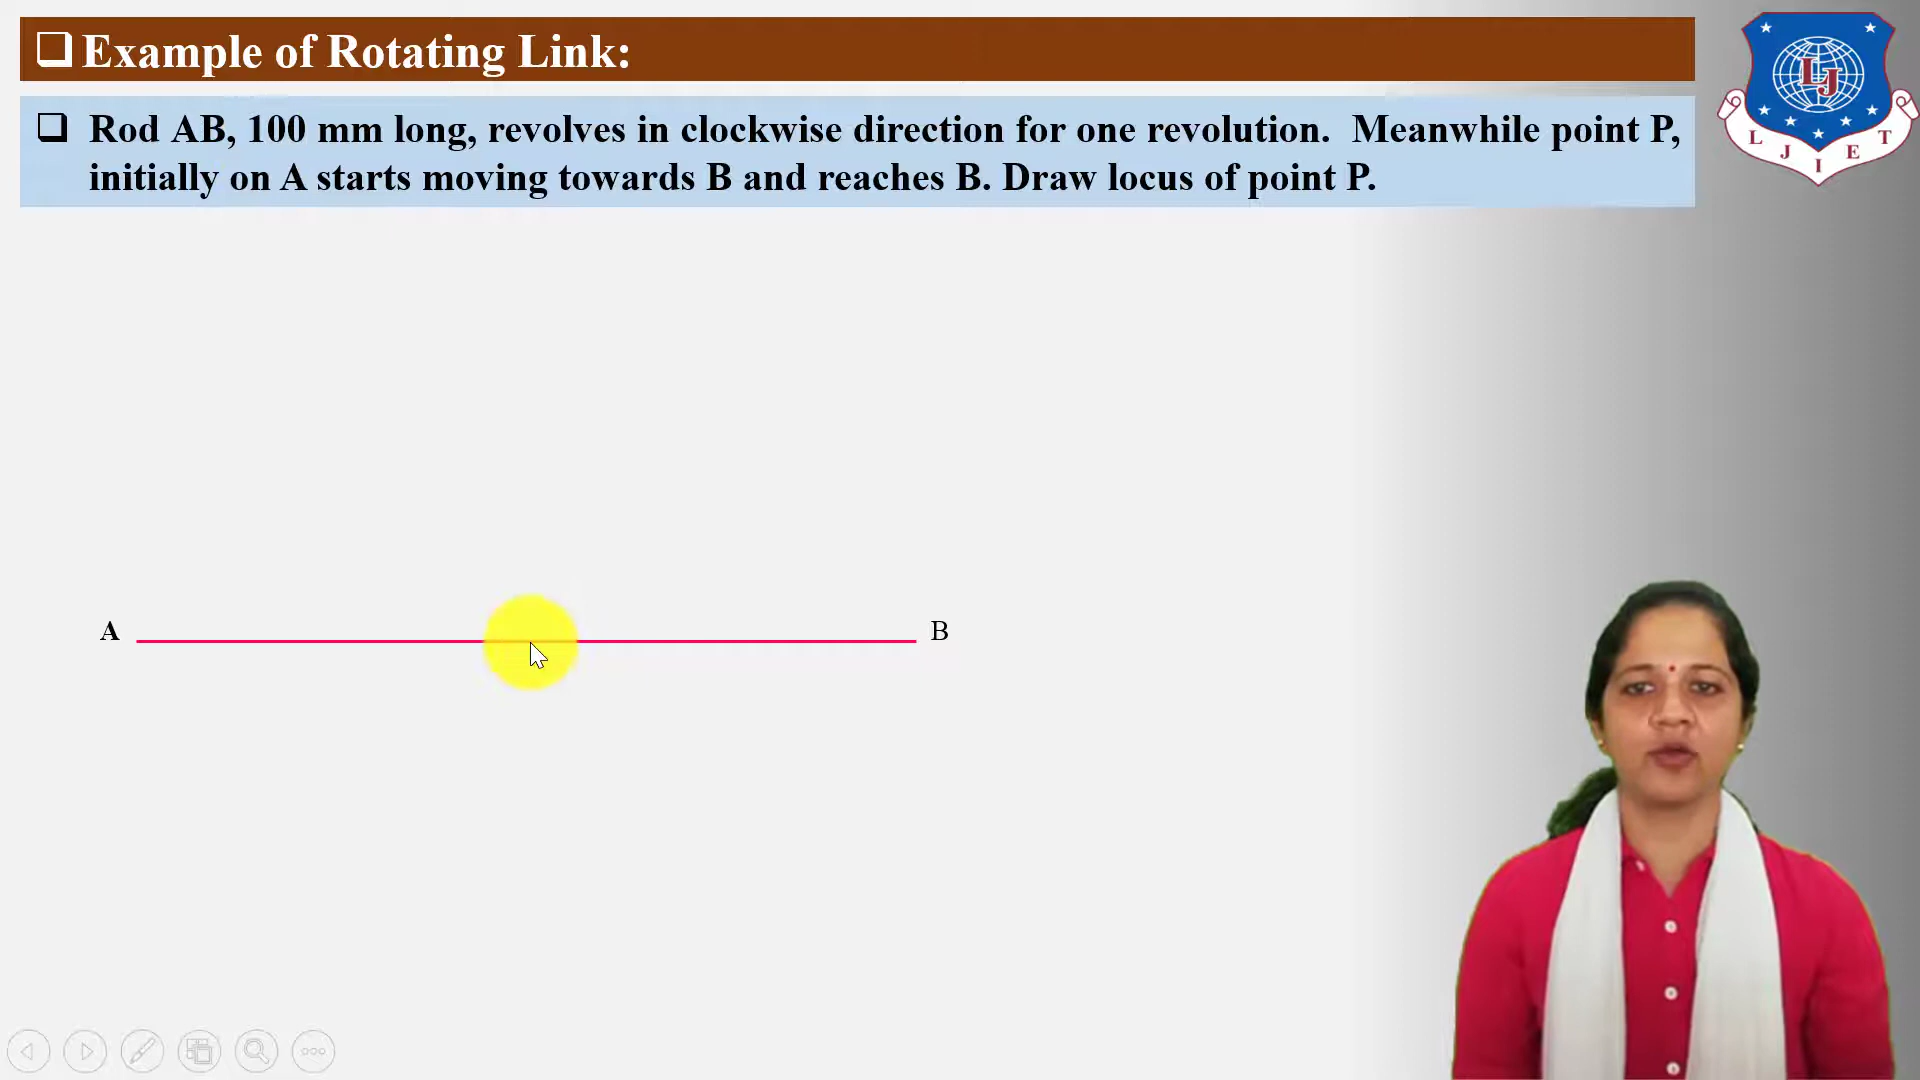 ❑ Example of Rotating Link:
❑ Rod AB, 100 mm long, revolves in clockwise direction for one revolution. Meanwhile point P,
initially on A starts moving towards B and reaches B. Draw locus of point P.
LJ
L J I E T
A
B